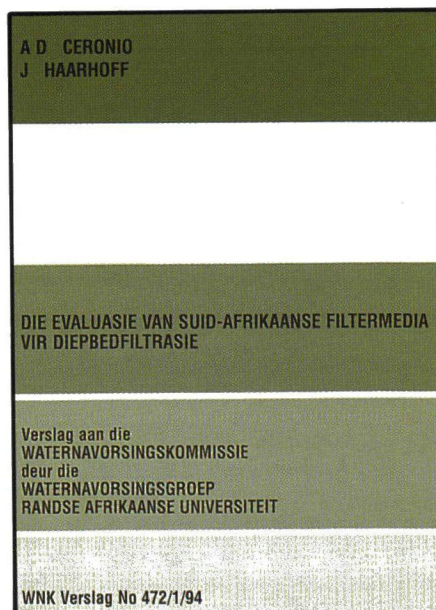 A D CERONIO
J HAARHOFF
DIE EVALUASIE VAN SUID-AFRIKAANSE FILTERMEDIA
VIR DIEPBEDFILTRASIE
Verslag aan die
WATERNAVORSINGSKOMMISSIE
deur die
WATERNAVORSINGSGROEP
RANDSE AFRIKAANSE UNIVERSITEIT
WNK Verslag No 472/1/94